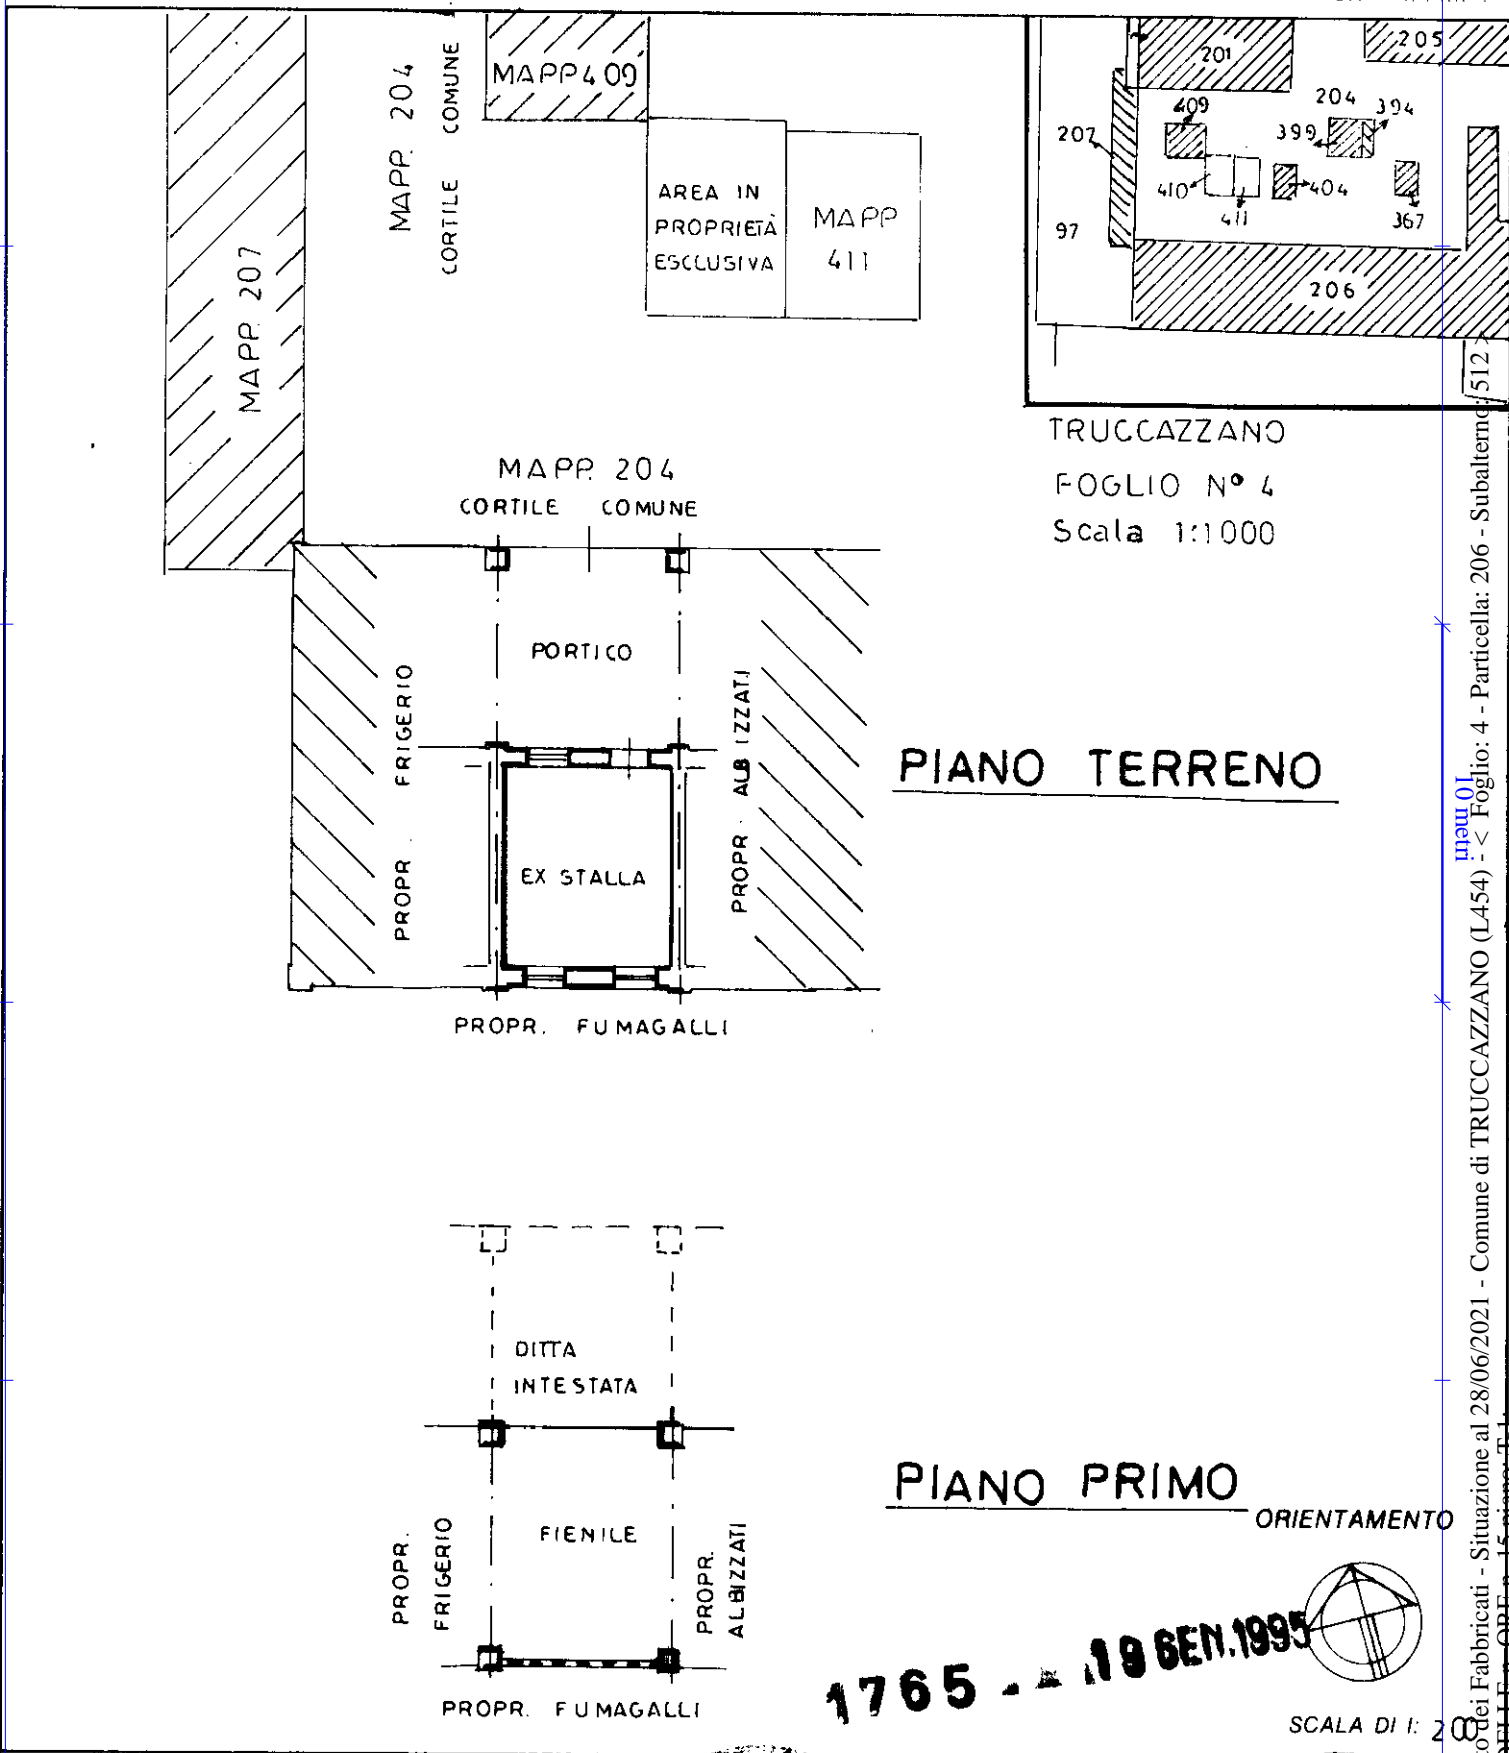 MAPP. 204
CORTILE COMUNE
MAPP 409
MAPP. 207
AREA IN
PROPRIETÀ
ESCLUSIVA
MAPP
411
201
205
409
204
394
399
207
410
411
404
367
97
206
TRUCCAZZANO
FOGLIO Nº 4
Scala 1:1000
MAPP. 204
CORTILE COMUNE
PORTICO
PROPR FRIGERIO
PROPR ALBIZZATI
EX STALLA
PROPR. FUMAGALLI
PIANO TERRENO
10 metri
DITTA
INTESTATA
FIENILE
PROPR.
FRIGERIO
PROPR.
ALBIZZATI
PROPR. FUMAGALLI
PIANO PRIMO
ORIENTAMENTO
1765 - 19 GEN. 1995
SCALA DI 1: 200
dei Fabbricati - Situazione al 28/06/2021 - Comune di TRUCCAZZANO (L454) - < Foglio: 4 - Particella: 206 - Subalterno: 512 >
n. 15 piano: T-1